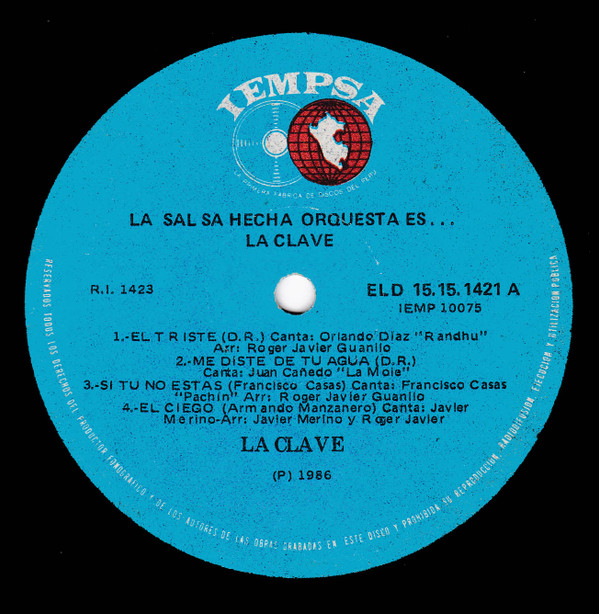 IEMPSA
LA PRIMERA FABRICA DE DISCOS DEL PERU
LA SAL SA HECHA ORQUESTA ES...
LA CLAVE
R.I. 1423
ELD 15.15.1421 A
IEMP 10075
1.-EL TRISTE (D.R.) Canta: Orlando Diaz "Randhu"
Arr: Roger Javier Guanilo
2.-ME DISTE DE TU AGUA (D.R.)
Canta: Juan Cañedo "La Mole"
3.-SI TU NO ESTAS (Francisco Casas) Canta: Francisco Casas
"Pachin" Arr: Roger Javier Guanilo
4.-EL CIEGO (Armando Manzanero) Canta: Javier
Merino-Arr: Javier Merino y Roger Javier
LA CLAVE
(P) 1986
RESERVADOS TODOS LOS DERECHOS DEL PRODUCTOR FONOGRAFICO Y DE LOS AUTORES DE LAS OBRAS GRABADAS EN ESTE DISCO Y PROHIBIDA SU REPRODUCCION, RADIODIFUSION, EJECUCION Y UTILIZACION PUBLICA